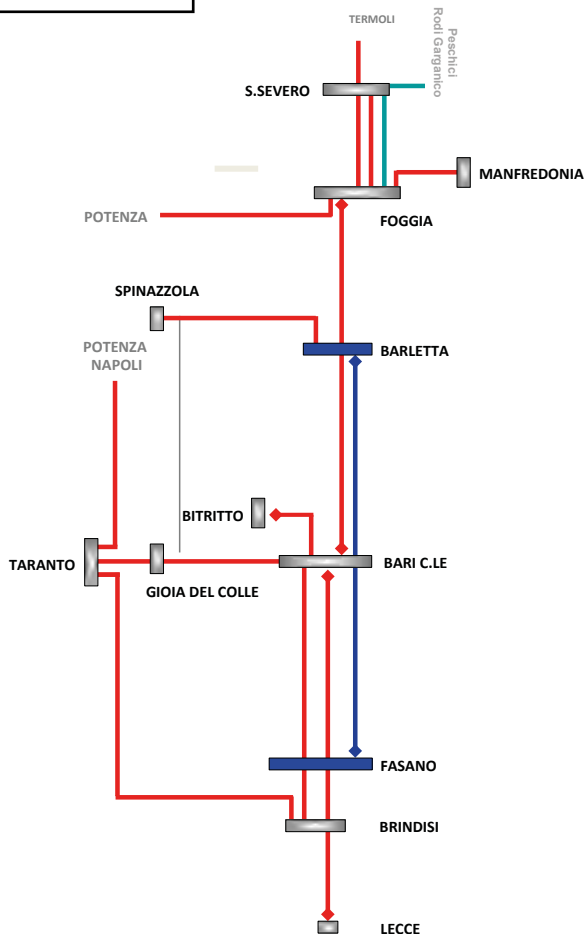 TERMOLI
Peschici
Rodi Garganico
S.SEVERO
MANFREDONIA
POTENZA
FOGGIA
SPINAZZOLA
POTENZA
NAPOLI
BARLETTA
BITRITTO
TARANTO
BARI C.LE
GIOIA DEL COLLE
FASANO
BRINDISI
LECCE